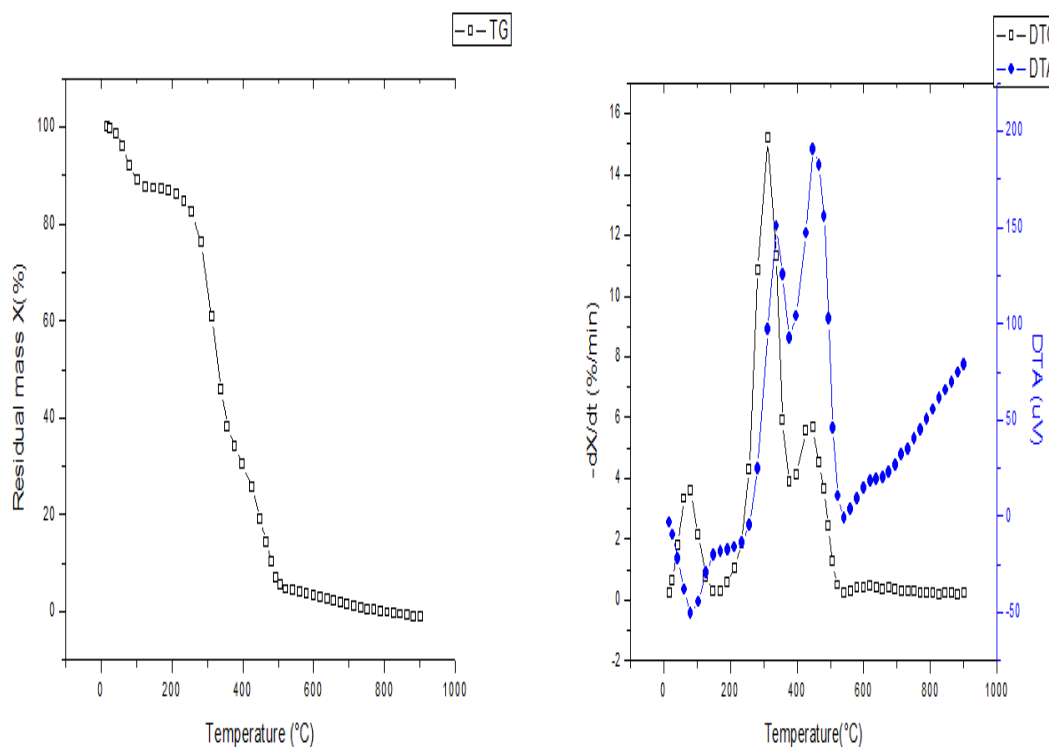 TG
100
80
60
40
20
0
Residual mass X(%)
0 200 400 600 800 1000
Temperature (°C)
DTG
DTA
16
14
12
10
8
6
4
2
0
-2
-dX/dt (%/min)
200
150
100
50
0
-50
DTA (uV)
0 200 400 600 800 1000
Temperature(°C)